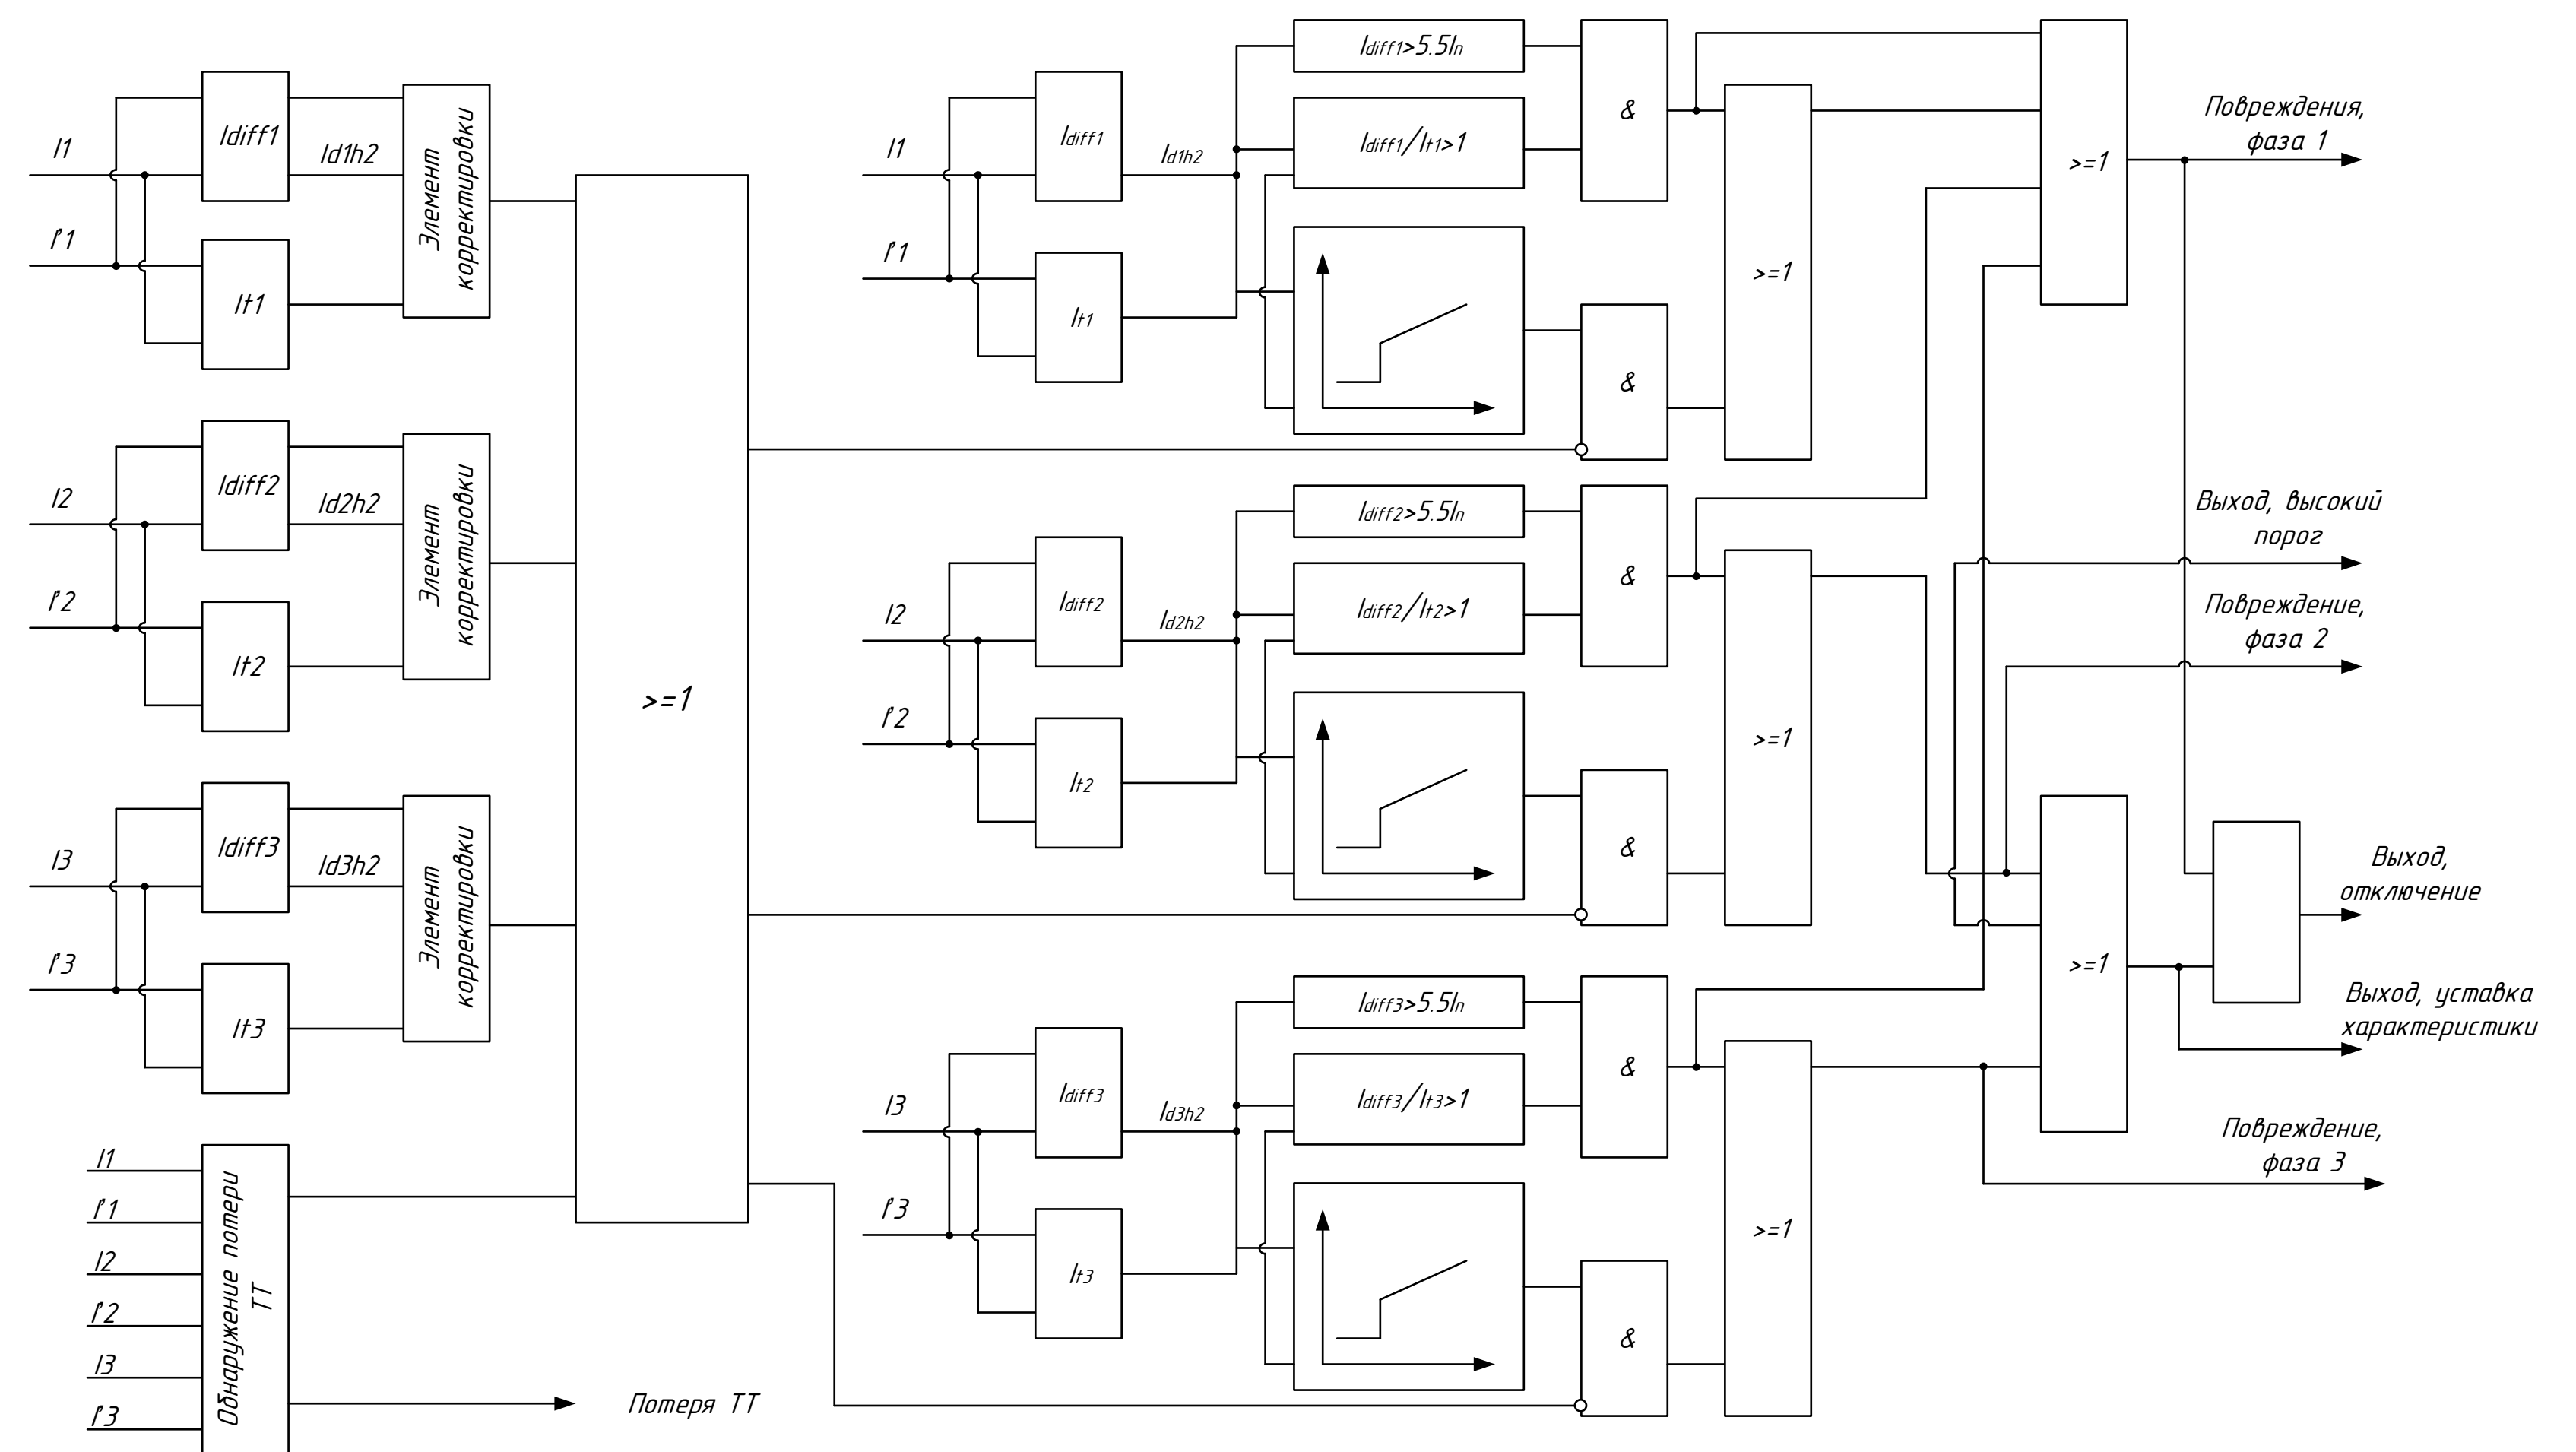 I1
I'1
Idiff1
Id1h2
It1
Элемент
корректировки
I2
I'2
Idiff2
Id2h2
It2
Элемент
корректировки
I3
I'3
Idiff3
Id3h2
It3
Элемент
корректировки
I1
I'1
I2
I'2
I3
I'3
Обнаружение потери
ТТ
Потеря ТТ
>=1
I1
I'1
Idiff1
Id1h2
It1
Idiff1>5.5In
Idiff1/It1>1
&
&
>=1
I2
I'2
Idiff2
Id2h2
It2
Idiff2>5.5In
Idiff2/It2>1
&
&
>=1
I3
I'3
Idiff3
Id3h2
It3
Idiff3>5.5In
Idiff3/It3>1
&
&
>=1
>=1
Повреждения,
фаза 1
Выход, высокий
порог
Повреждение,
фаза 2
>=1
Выход,
отключение
Выход, уставка
характеристики
Повреждение,
фаза 3